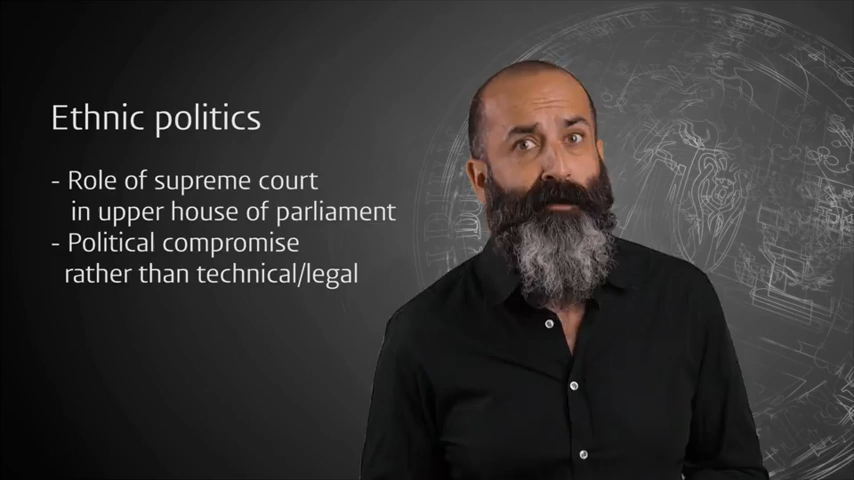 Ethnic politics
- Role of supreme court
in upper house of parliament
- Political compromise
rather than technical/legal